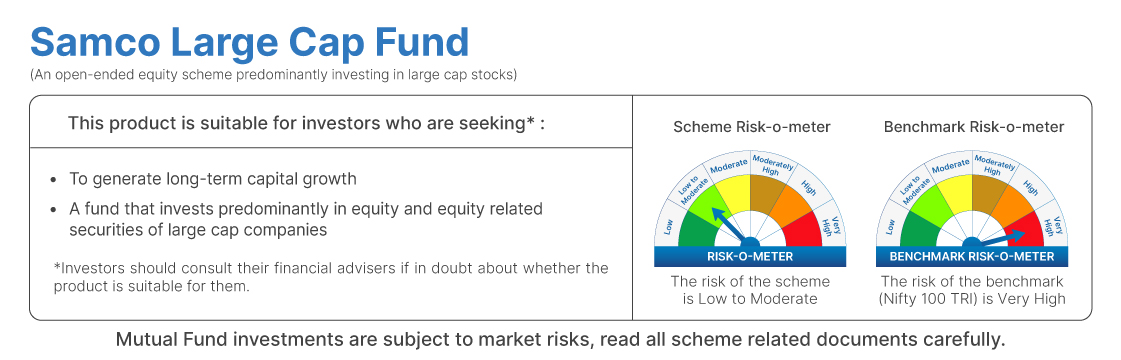 Samco Large Cap Fund
(An open-ended equity scheme predominantly investing in large cap stocks)
This product is suitable for investors who are seeking* :
• To generate long-term capital growth
• A fund that invests predominantly in equity and equity related
securities of large cap companies
*Investors should consult their financial advisers if in doubt about whether the
product is suitable for them.
Scheme Risk-o-meter
Low
Low to
Moderate
Moderate
Moderately
High
High
Very
High
RISK-O-METER
The risk of the scheme
is Low to Moderate
Benchmark Risk-o-meter
Low
Low to
Moderate
Moderate
Moderately
High
High
Very
High
BENCHMARK RISK-O-METER
The risk of the benchmark
(Nifty 100 TRI) is Very High
Mutual Fund investments are subject to market risks, read all scheme related documents carefully.